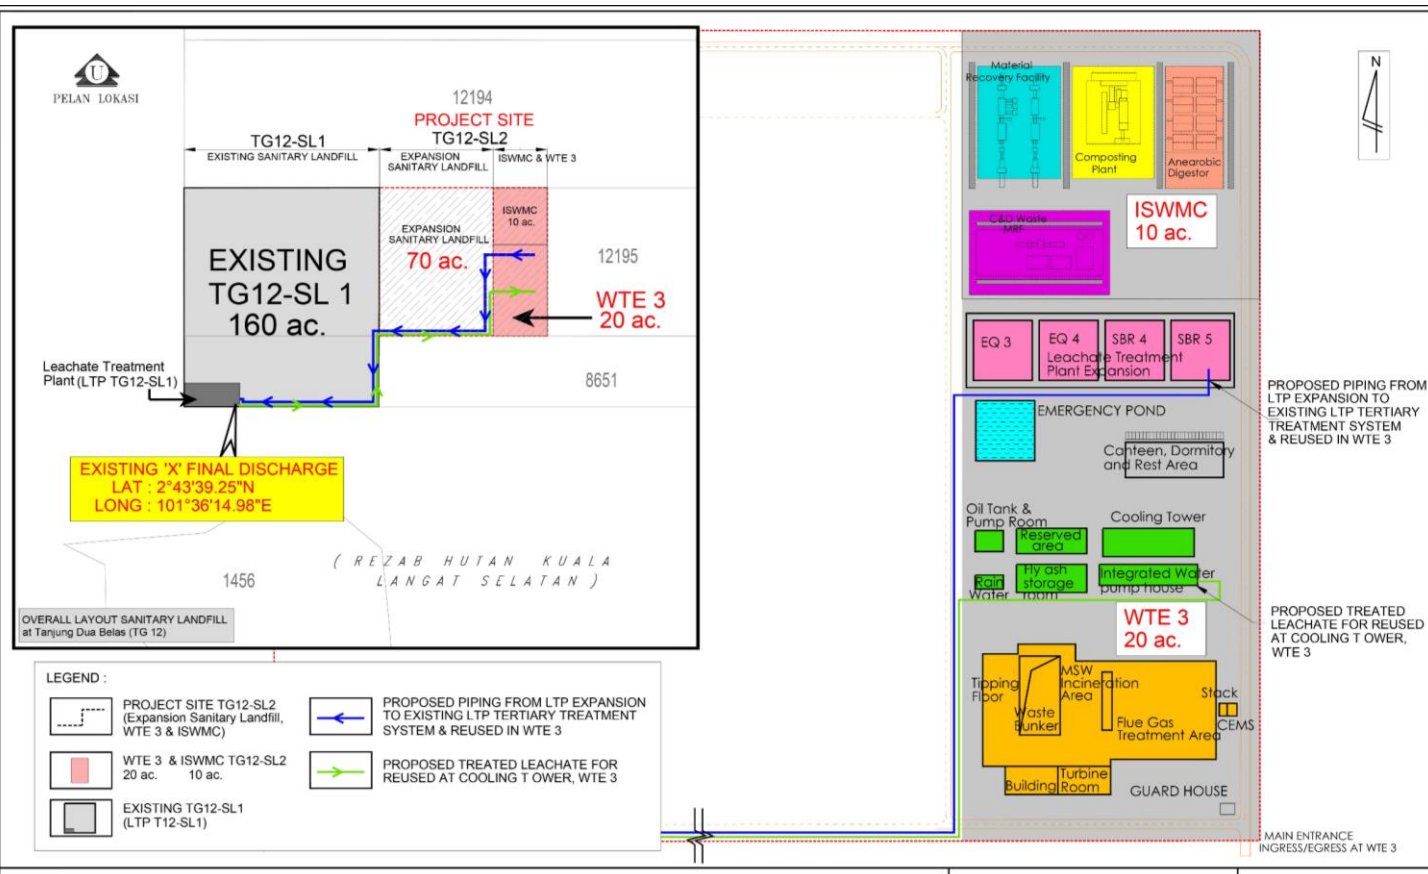 U
PELAN LOKASI
12194
PROJECT SITE
TG12-SL2
TG12-SL1
EXISTING SANITARY LANDFILL
EXPANSION
SANITARY LANDFILL
ISWMC & WTE 3
ISWMC
10 ac.
EXPANSION
SANITARY LANDFILL
70 ac.
EXISTING
TG12-SL 1
160 ac.
12195
WTE 3
20 ac.
8651
Leachate Treatment
Plant (LTP TG12-SL1)
EXISTING 'X' FINAL DISCHARGE
LAT : 2°43'39.25"N
LONG : 101°36'14.98"E
1456
( REZAB HUTAN KUALA
LANGAT SELATAN )
OVERALL LAYOUT SANITARY LANDFILL
at Tanjung Dua Belas (TG 12)
LEGEND :
PROJECT SITE TG12-SL2
(Expansion Sanitary Landfill,
WTE 3 & ISWMC)
WTE 3 & ISWMC TG12-SL2
20 ac. 10 ac.
EXISTING TG12-SL1
(LTP T12-SL1)
PROPOSED PIPING FROM LTP EXPANSION
TO EXISTING LTP TERTIARY TREATMENT
SYSTEM & REUSED IN WTE 3
PROPOSED TREATED LEACHATE FOR
REUSED AT COOLING T OWER, WTE 3
N
Material
Recovery Facility
Composting
Plant
Anearobic
Digestor
ISWMC
10 ac.
C&D Waste
MRF
EQ 3
EQ 4
SBR 4
SBR 5
Leachate Treatment
Plant Expansion
PROPOSED PIPING FROM
LTP EXPANSION TO
EXISTING LTP TERTIARY
TREATMENT SYSTEM
& REUSED IN WTE 3
EMERGENCY POND
Canteen, Dormitory
and Rest Area
Oil Tank &
Pump Room
Reserved
area
Cooling Tower
Rain
Water
Fly ash
storage
room
Integrated Water
pump house
WTE 3
20 ac.
PROPOSED TREATED
LEACHATE FOR REUSED
AT COOLING T OWER,
WTE 3
Tipping
Floor
Waste
Bunker
MSW
Incineration
Area
Flue Gas
Treatment Area
Stack
CEMS
Building
Turbine
Room
GUARD HOUSE
MAIN ENTRANCE
INGRESS/EGRESS AT WTE 3